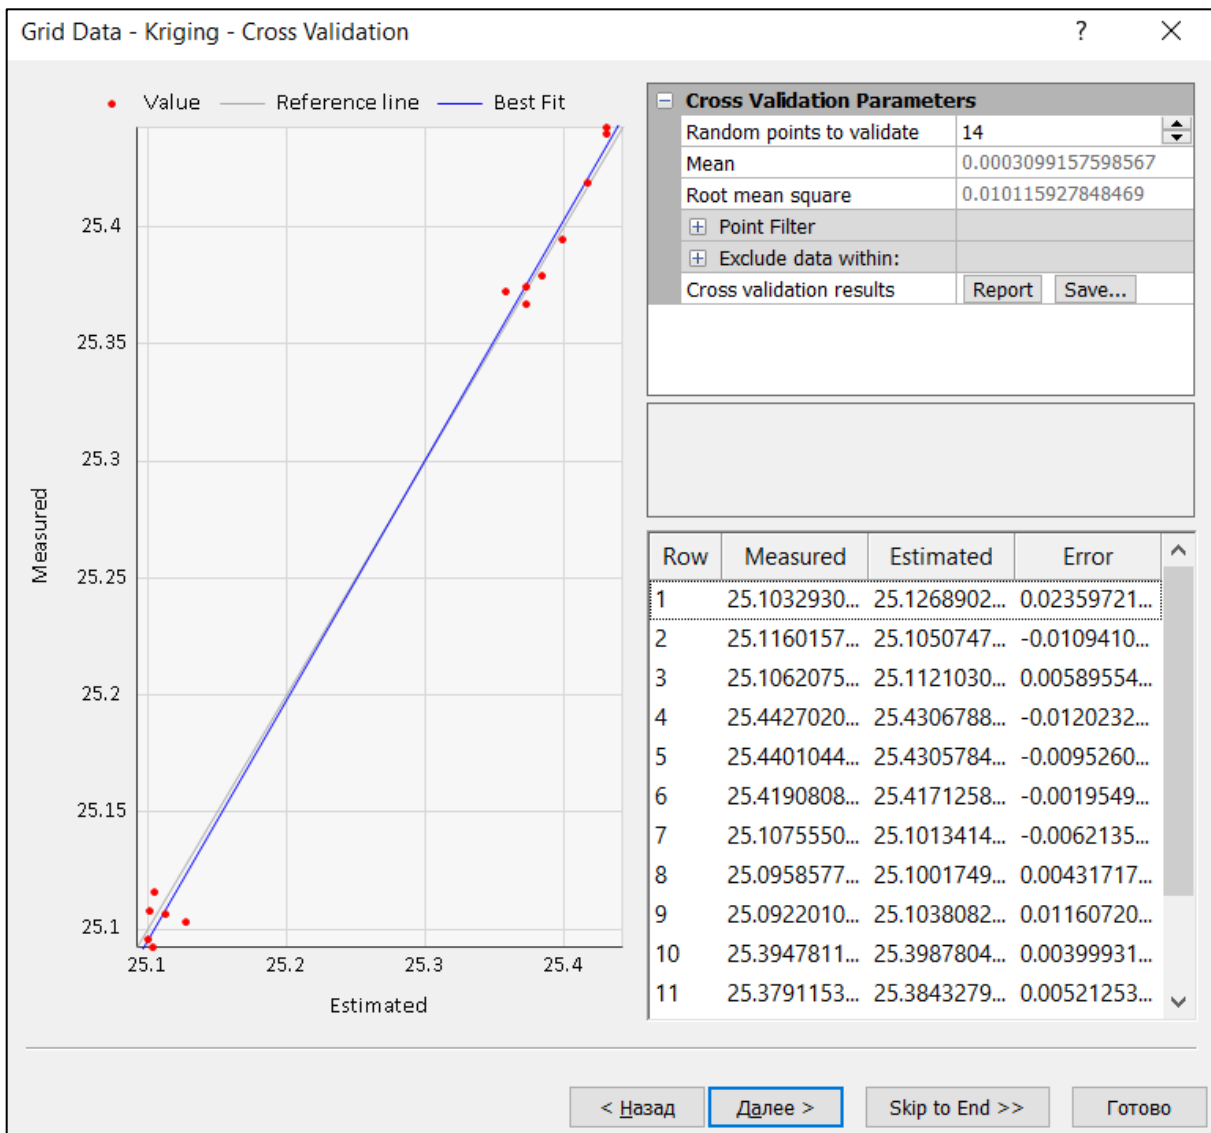 Grid Data - Kriging - Cross Validation ? ×
Value Reference line Best Fit
25.4
25.35
25.3
25.25
25.2
25.15
25.1
Measured
25.1 25.2 25.3 25.4
Estimated
Cross Validation Parameters
Random points to validate 14
Mean 0.0003099157598567
Root mean square 0.010115927848469
Point Filter
Exclude data within:
Cross validation results Report Save...
Row Measured Estimated Error
1 25.1032930... 25.1268902... 0.02359721...
2 25.1160157... 25.1050747... -0.0109410...
3 25.1062075... 25.1121030... 0.00589554...
4 25.4427020... 25.4306788... -0.0120232...
5 25.4401044... 25.4305784... -0.0095260...
6 25.4190808... 25.4171258... -0.0019549...
7 25.1075550... 25.1013414... -0.0062135...
8 25.0958577... 25.1001749... 0.00431717...
9 25.0922010... 25.1038082... 0.01160720...
10 25.3947811... 25.3987804... 0.00399931...
11 25.3791153... 25.3843279... 0.00521253...
< Назад Далее > Skip to End >> Готово